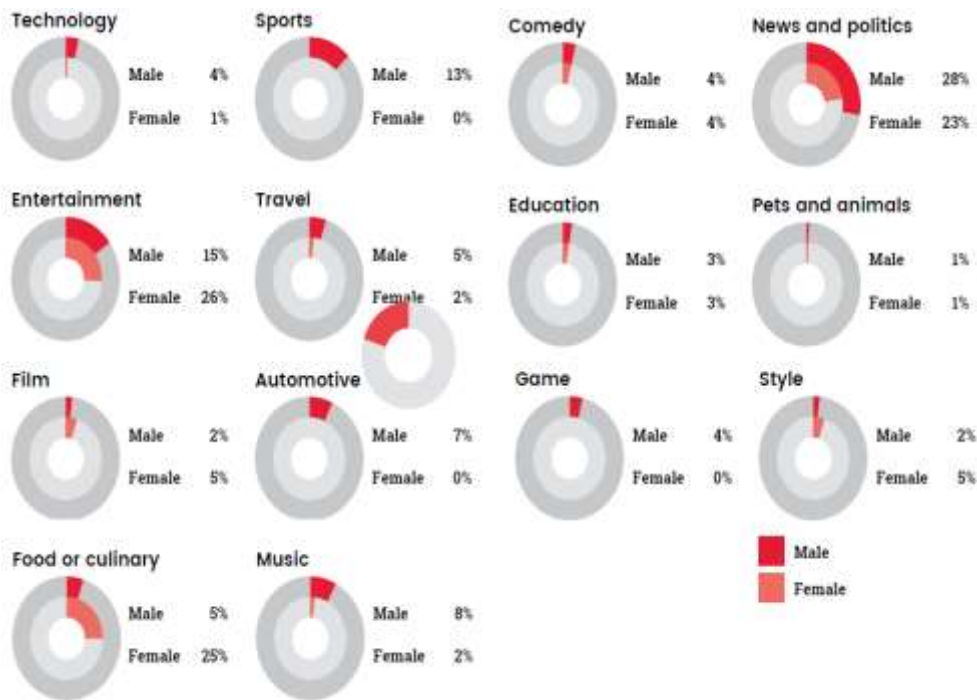 Technology
Male 4%
Female 1%
Sports
Male 13%
Female 0%
Comedy
Male 4%
Female 4%
News and politics
Male 28%
Female 23%
Entertainment
Male 15%
Female 26%
Travel
Male 5%
Female 2%
Education
Male 3%
Female 3%
Pets and animals
Male 1%
Female 1%
Film
Male 2%
Female 5%
Automotive
Male 7%
Female 0%
Game
Male 4%
Female 0%
Style
Male 2%
Female 5%
Food or culinary
Male 5%
Female 25%
Music
Male 8%
Female 2%
Male
Female